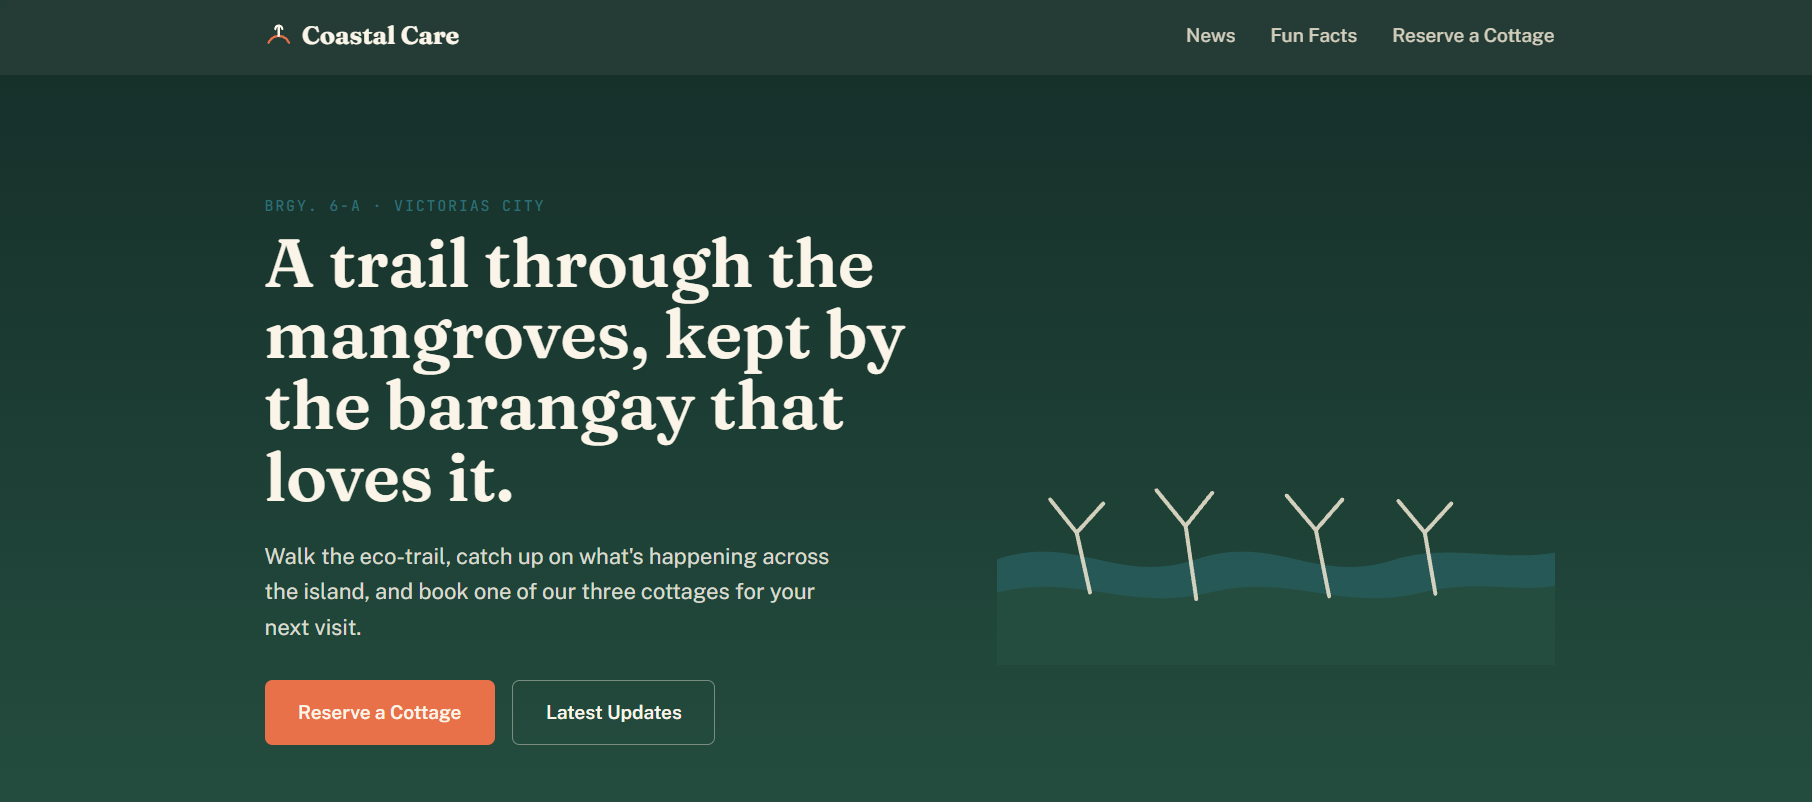 Coastal Care
News
Fun Facts
Reserve a Cottage
BRGY. 6-A · VICTORIAS CITY
A trail through the
mangroves, kept by
the barangay that
loves it.
Walk the eco-trail, catch up on what's happening across
the island, and book one of our three cottages for your
next visit.
Reserve a Cottage
Latest Updates